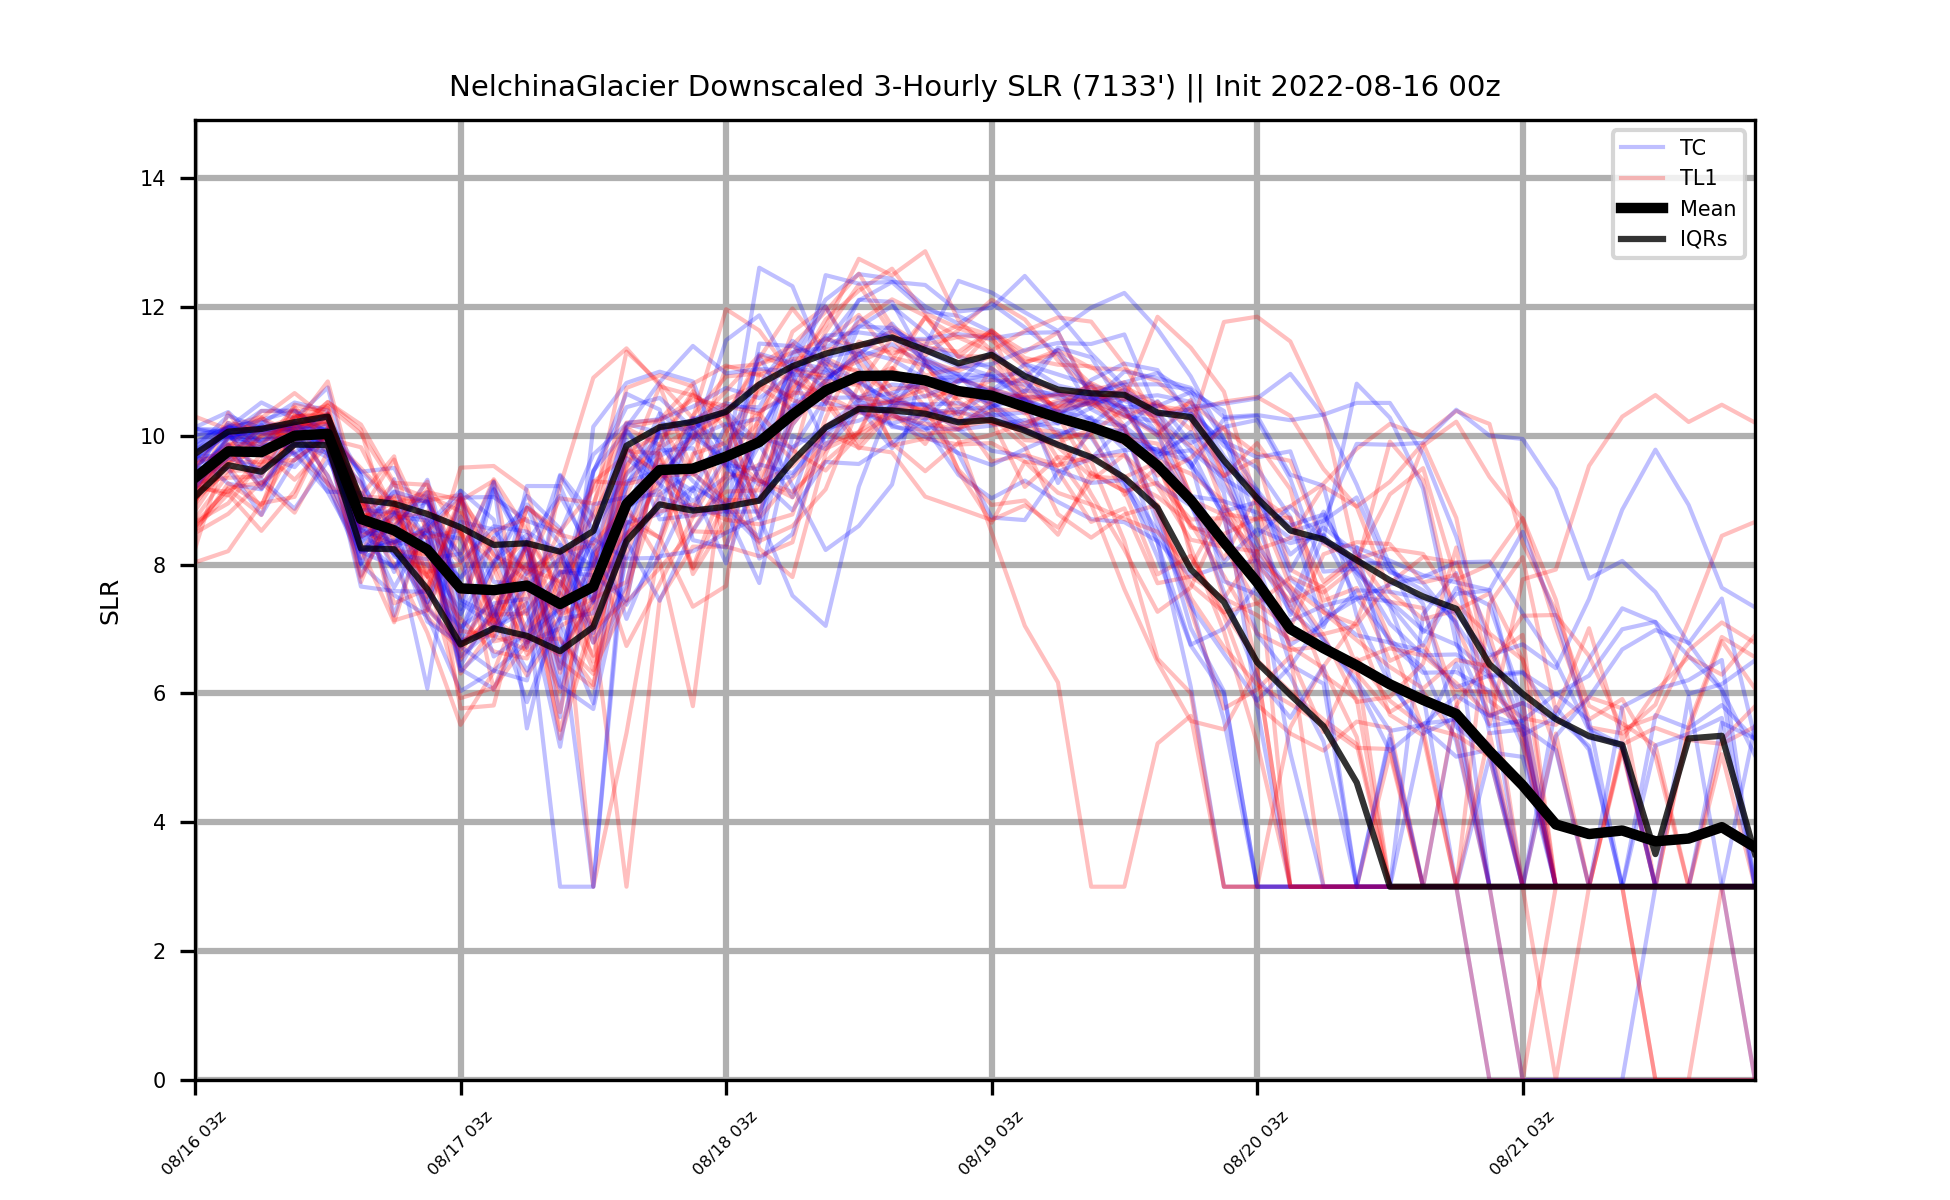 NelchinaGlacier Downscaled 3-Hourly SLR (7133') || Init 2022-08-16 00z
TC
TL1
Mean
IQRs
SLR
14
12
10
8
6
4
2
0
08/16 03z
08/17 03z
08/18 03z
08/19 03z
08/20 03z
08/21 03z